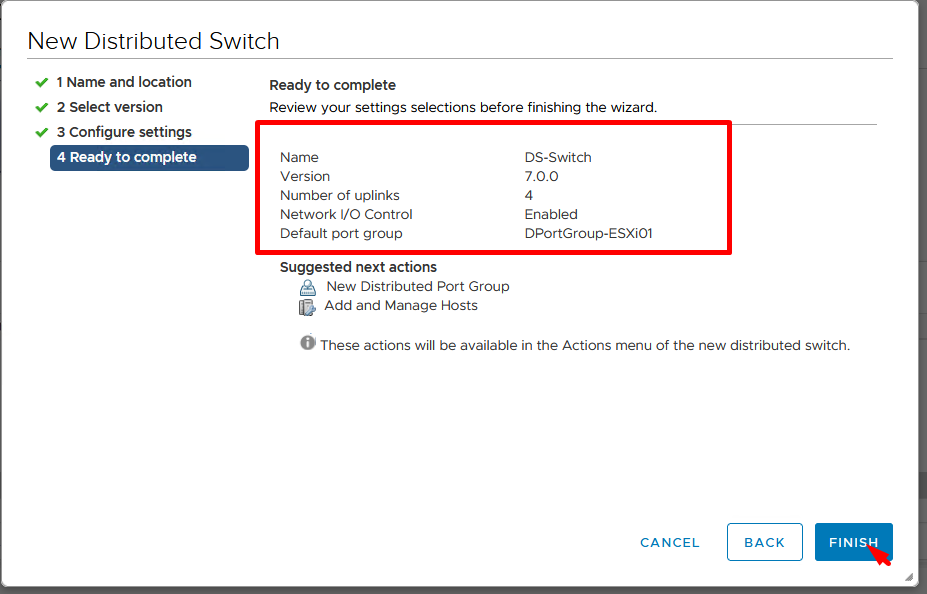 New Distributed Switch
1 Name and location
2 Select version
3 Configure settings
4 Ready to complete
Ready to complete
Review your settings selections before finishing the wizard.
Name DS-Switch
Version 7.0.0
Number of uplinks 4
Network I/O Control Enabled
Default port group DPortGroup-ESXi01
Suggested next actions
New Distributed Port Group
Add and Manage Hosts
These actions will be available in the Actions menu of the new distributed switch.
CANCEL BACK FINISH